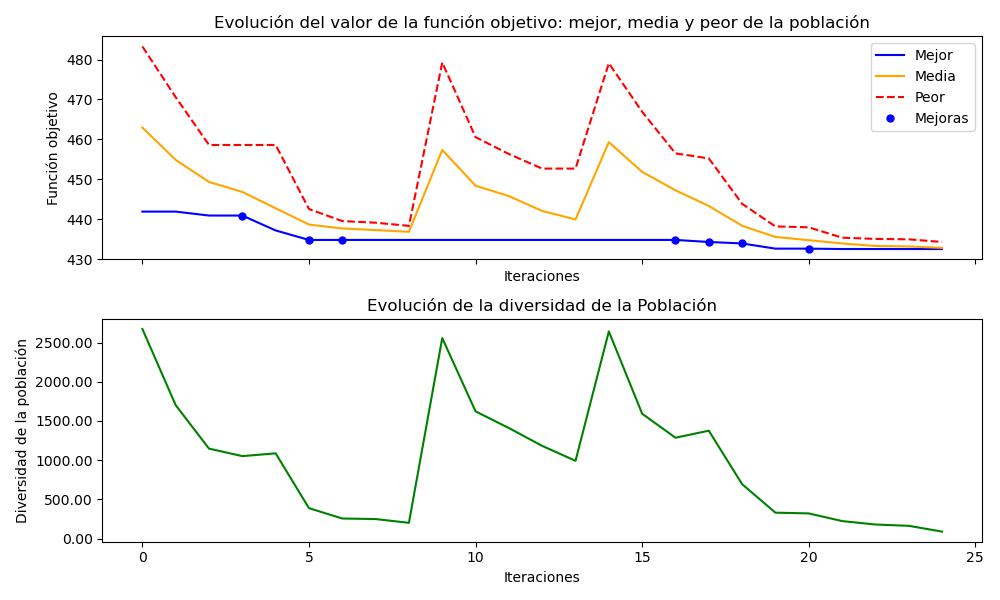 Evolución del valor de la función objetivo: mejor, media y peor de la población
Función objetivo
480
470
460
450
440
430
Mejor
Media
Peor
Mejoras
Iteraciones
Evolución de la diversidad de la Población
Diversidad de la población
2500.00
2000.00
1500.00
1000.00
500.00
0.00
0 5 10 15 20 25
Iteraciones